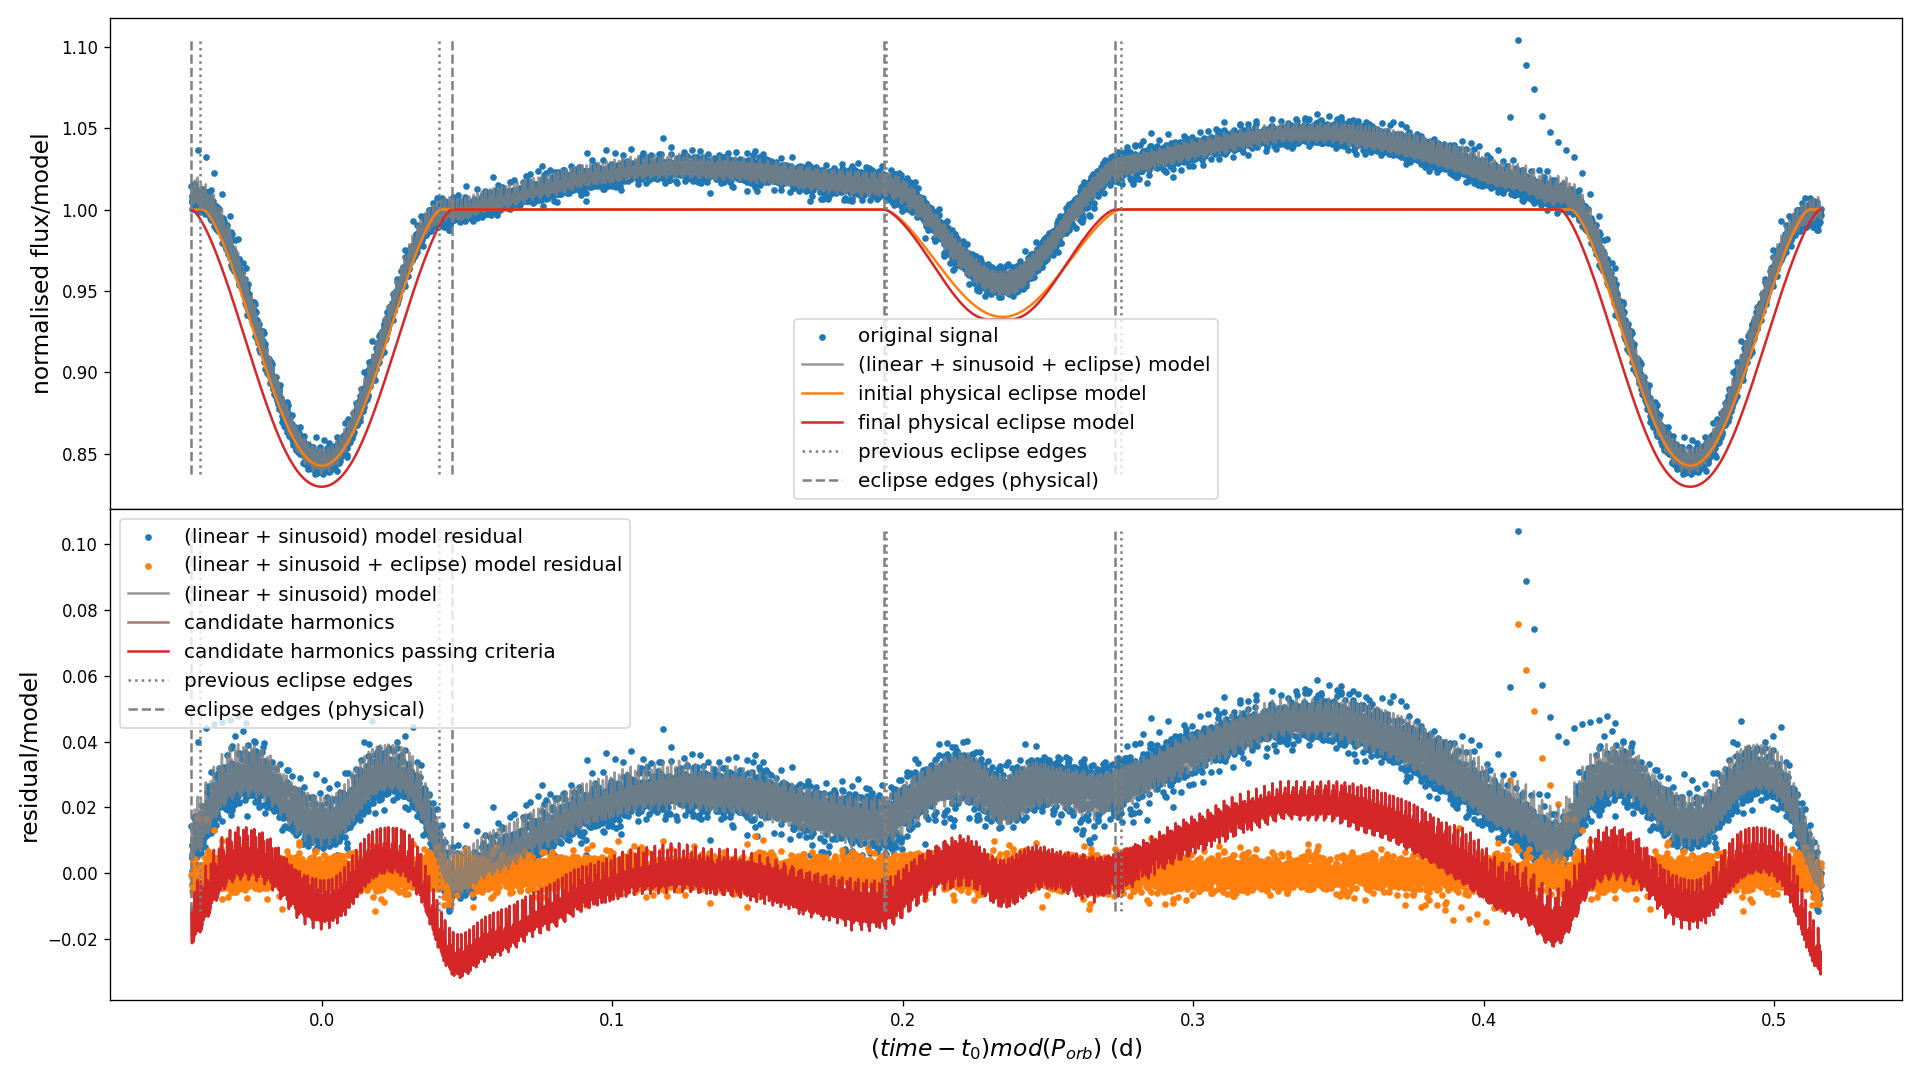 normalised flux/model
1.10
1.05
1.00
0.95
0.90
0.85
original signal
(linear + sinusoid + eclipse) model
initial physical eclipse model
final physical eclipse model
previous eclipse edges
eclipse edges (physical)
residual/model
0.10
0.08
0.06
0.04
0.02
0.00
−0.02
(linear + sinusoid) model residual
(linear + sinusoid + eclipse) model residual
(linear + sinusoid) model
candidate harmonics
candidate harmonics passing criteria
previous eclipse edges
eclipse edges (physical)
0.0 0.1 0.2 0.3 0.4 0.5
(time − t₀)mod(P_orb) (d)